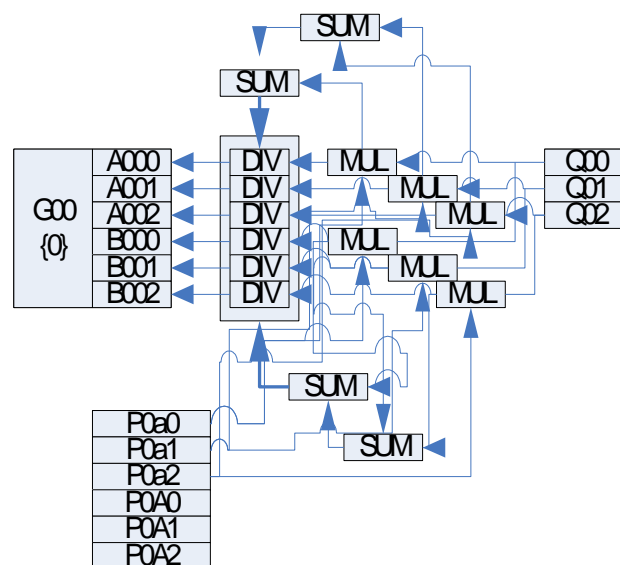 SUM
SUM
G00
{0}
A000
A001
A002
B000
B001
B002
DIV
DIV
DIV
DIV
DIV
DIV
MUL
MUL
MUL
MUL
MUL
MUL
Q00
Q01
Q02
SUM
SUM
P0a0
P0a1
P0a2
P0A0
P0A1
P0A2